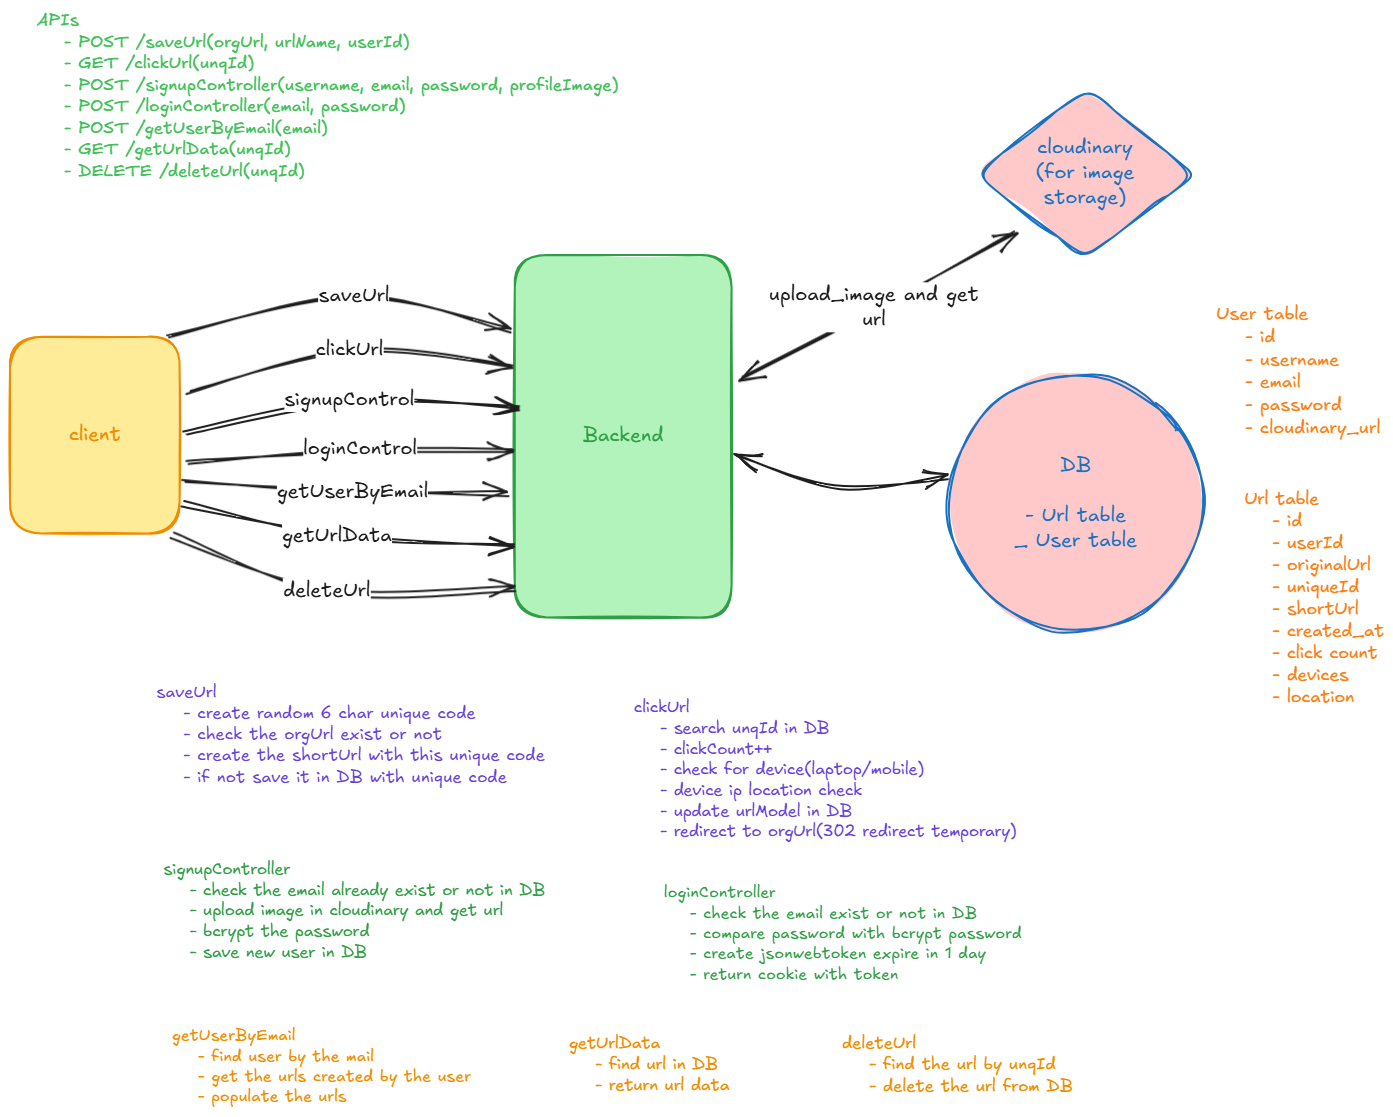 APIs
- POST /saveUrl(orgUrl, urlName, userId)
- GET /clickUrl(unqId)
- POST /signupController(username, email, password, profileImage)
- POST /loginController(email, password)
- POST /getUserByEmail(email)
- GET /getUrlData(unqId)
- DELETE /deleteUrl(unqId)
cloudinary
(for image
storage)
saveUrl
clickUrl
signupControl
loginControl
getUserByEmail
getUrlData
deleteUrl
client
Backend
upload_image and get
url
DB
- Url table
_ User table
User table
- id
- username
- email
- password
- cloudinary_url
Url table
- id
- userId
- originalUrl
- uniqueId
- shortUrl
- created_at
- click count
- devices
- location
saveUrl
- create random 6 char unique code
- check the orgUrl exist or not
- create the shortUrl with this unique code
- if not save it in DB with unique code
clickUrl
- search unqId in DB
- clickCount++
- check for device(laptop/mobile)
- device ip location check
- update urlModel in DB
- redirect to orgUrl(302 redirect temporary)
signupController
- check the email already exist or not in DB
- upload image in cloudinary and get url
- bcrypt the password
- save new user in DB
loginController
- check the email exist or not in DB
- compare password with bcrypt password
- create jsonwebtoken expire in 1 day
- return cookie with token
getUserByEmail
- find user by the mail
- get the urls created by the user
- populate the urls
getUrlData
- find url in DB
- return url data
deleteUrl
- find the url by unqId
- delete the url from DB